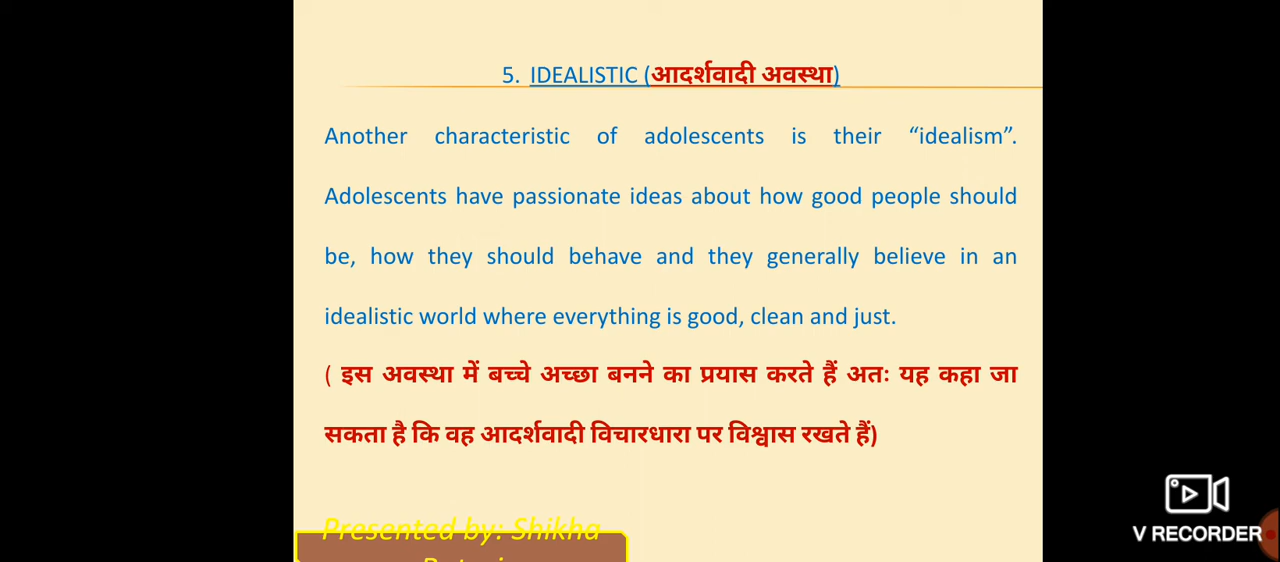 5. IDEALISTIC (आदर्शवादी अवस्था)
Another characteristic of adolescents is their “idealism”.
Adolescents have passionate ideas about how good people should
be, how they should behave and they generally believe in an
idealistic world where everything is good, clean and just.
( इस अवस्था में बच्चे अच्छा बनने का प्रयास करते हैं अतः यह कहा जा
सकता है कि वह आदर्शवादी विचारधारा पर विश्वास रखते हैं)
Presented by: Shikha
V RECORDER